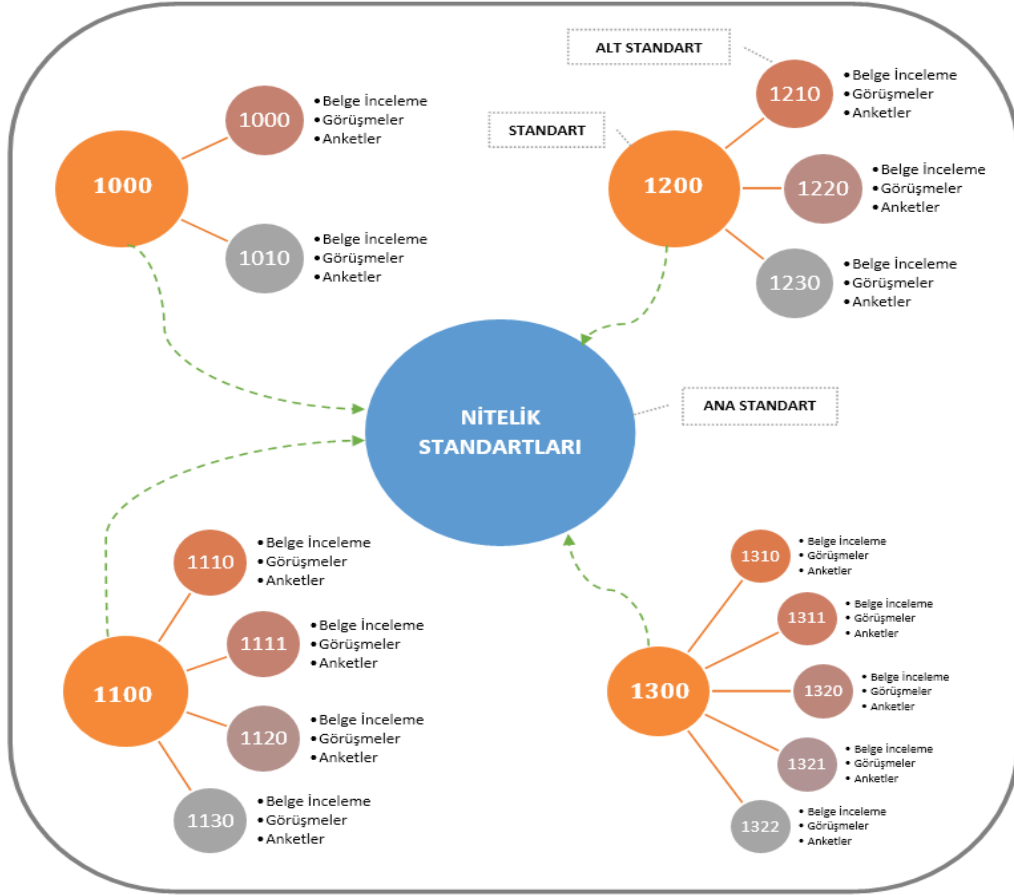 1000
1000
• Belge İnceleme
• Görüşmeler
• Anketler
1010
• Belge İnceleme
• Görüşmeler
• Anketler
ALT STANDART
STANDART
1200
1210
• Belge İnceleme
• Görüşmeler
• Anketler
1220
• Belge İnceleme
• Görüşmeler
• Anketler
1230
• Belge İnceleme
• Görüşmeler
• Anketler
NİTELİK
STANDARTLARI
ANA STANDART
1100
1110
• Belge İnceleme
• Görüşmeler
• Anketler
1111
• Belge İnceleme
• Görüşmeler
• Anketler
1120
• Belge İnceleme
• Görüşmeler
• Anketler
1130
• Belge İnceleme
• Görüşmeler
• Anketler
1300
1310
• Belge İnceleme
• Görüşmeler
• Anketler
1311
• Belge İnceleme
• Görüşmeler
• Anketler
1320
• Belge İnceleme
• Görüşmeler
• Anketler
1321
• Belge İnceleme
• Görüşmeler
• Anketler
1322
• Belge İnceleme
• Görüşmeler
• Anketler